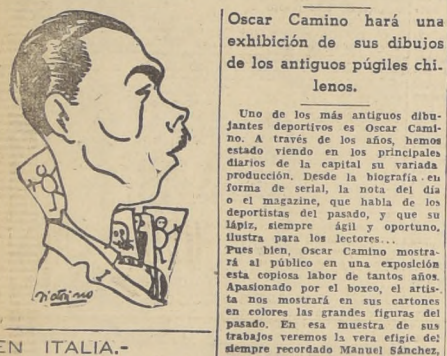 Oscar Camino hará una
exhibición de sus dibujos
de los antiguos púgiles chi-
lenos.
Uno de los más antiguos dibu-
jantes deportivos es Oscar Cami-
no. A través de los años, hemos
estado viendo en los principales
diarios de la capital su variada
producción. Desde la biografía en
forma de serial, la nota del día
o el magazine, que habla de los
deportistas del pasado, y que su
lápiz, siempre ágil y oportuno,
ilustra para los lectores...
Pues bien, Oscar Camino mostra-
rá al público en una exposición
esta copiosa labor de tantos años.
Apasionado por el boxeo, el artis-
ta nos mostrará en sus cartones
en colores las grandes figuras del
pasado. En esa muestra de sus
trabajos veremos la vera efigie del
siempre recordado Manuel Sánchez,
EN ITALIA.-